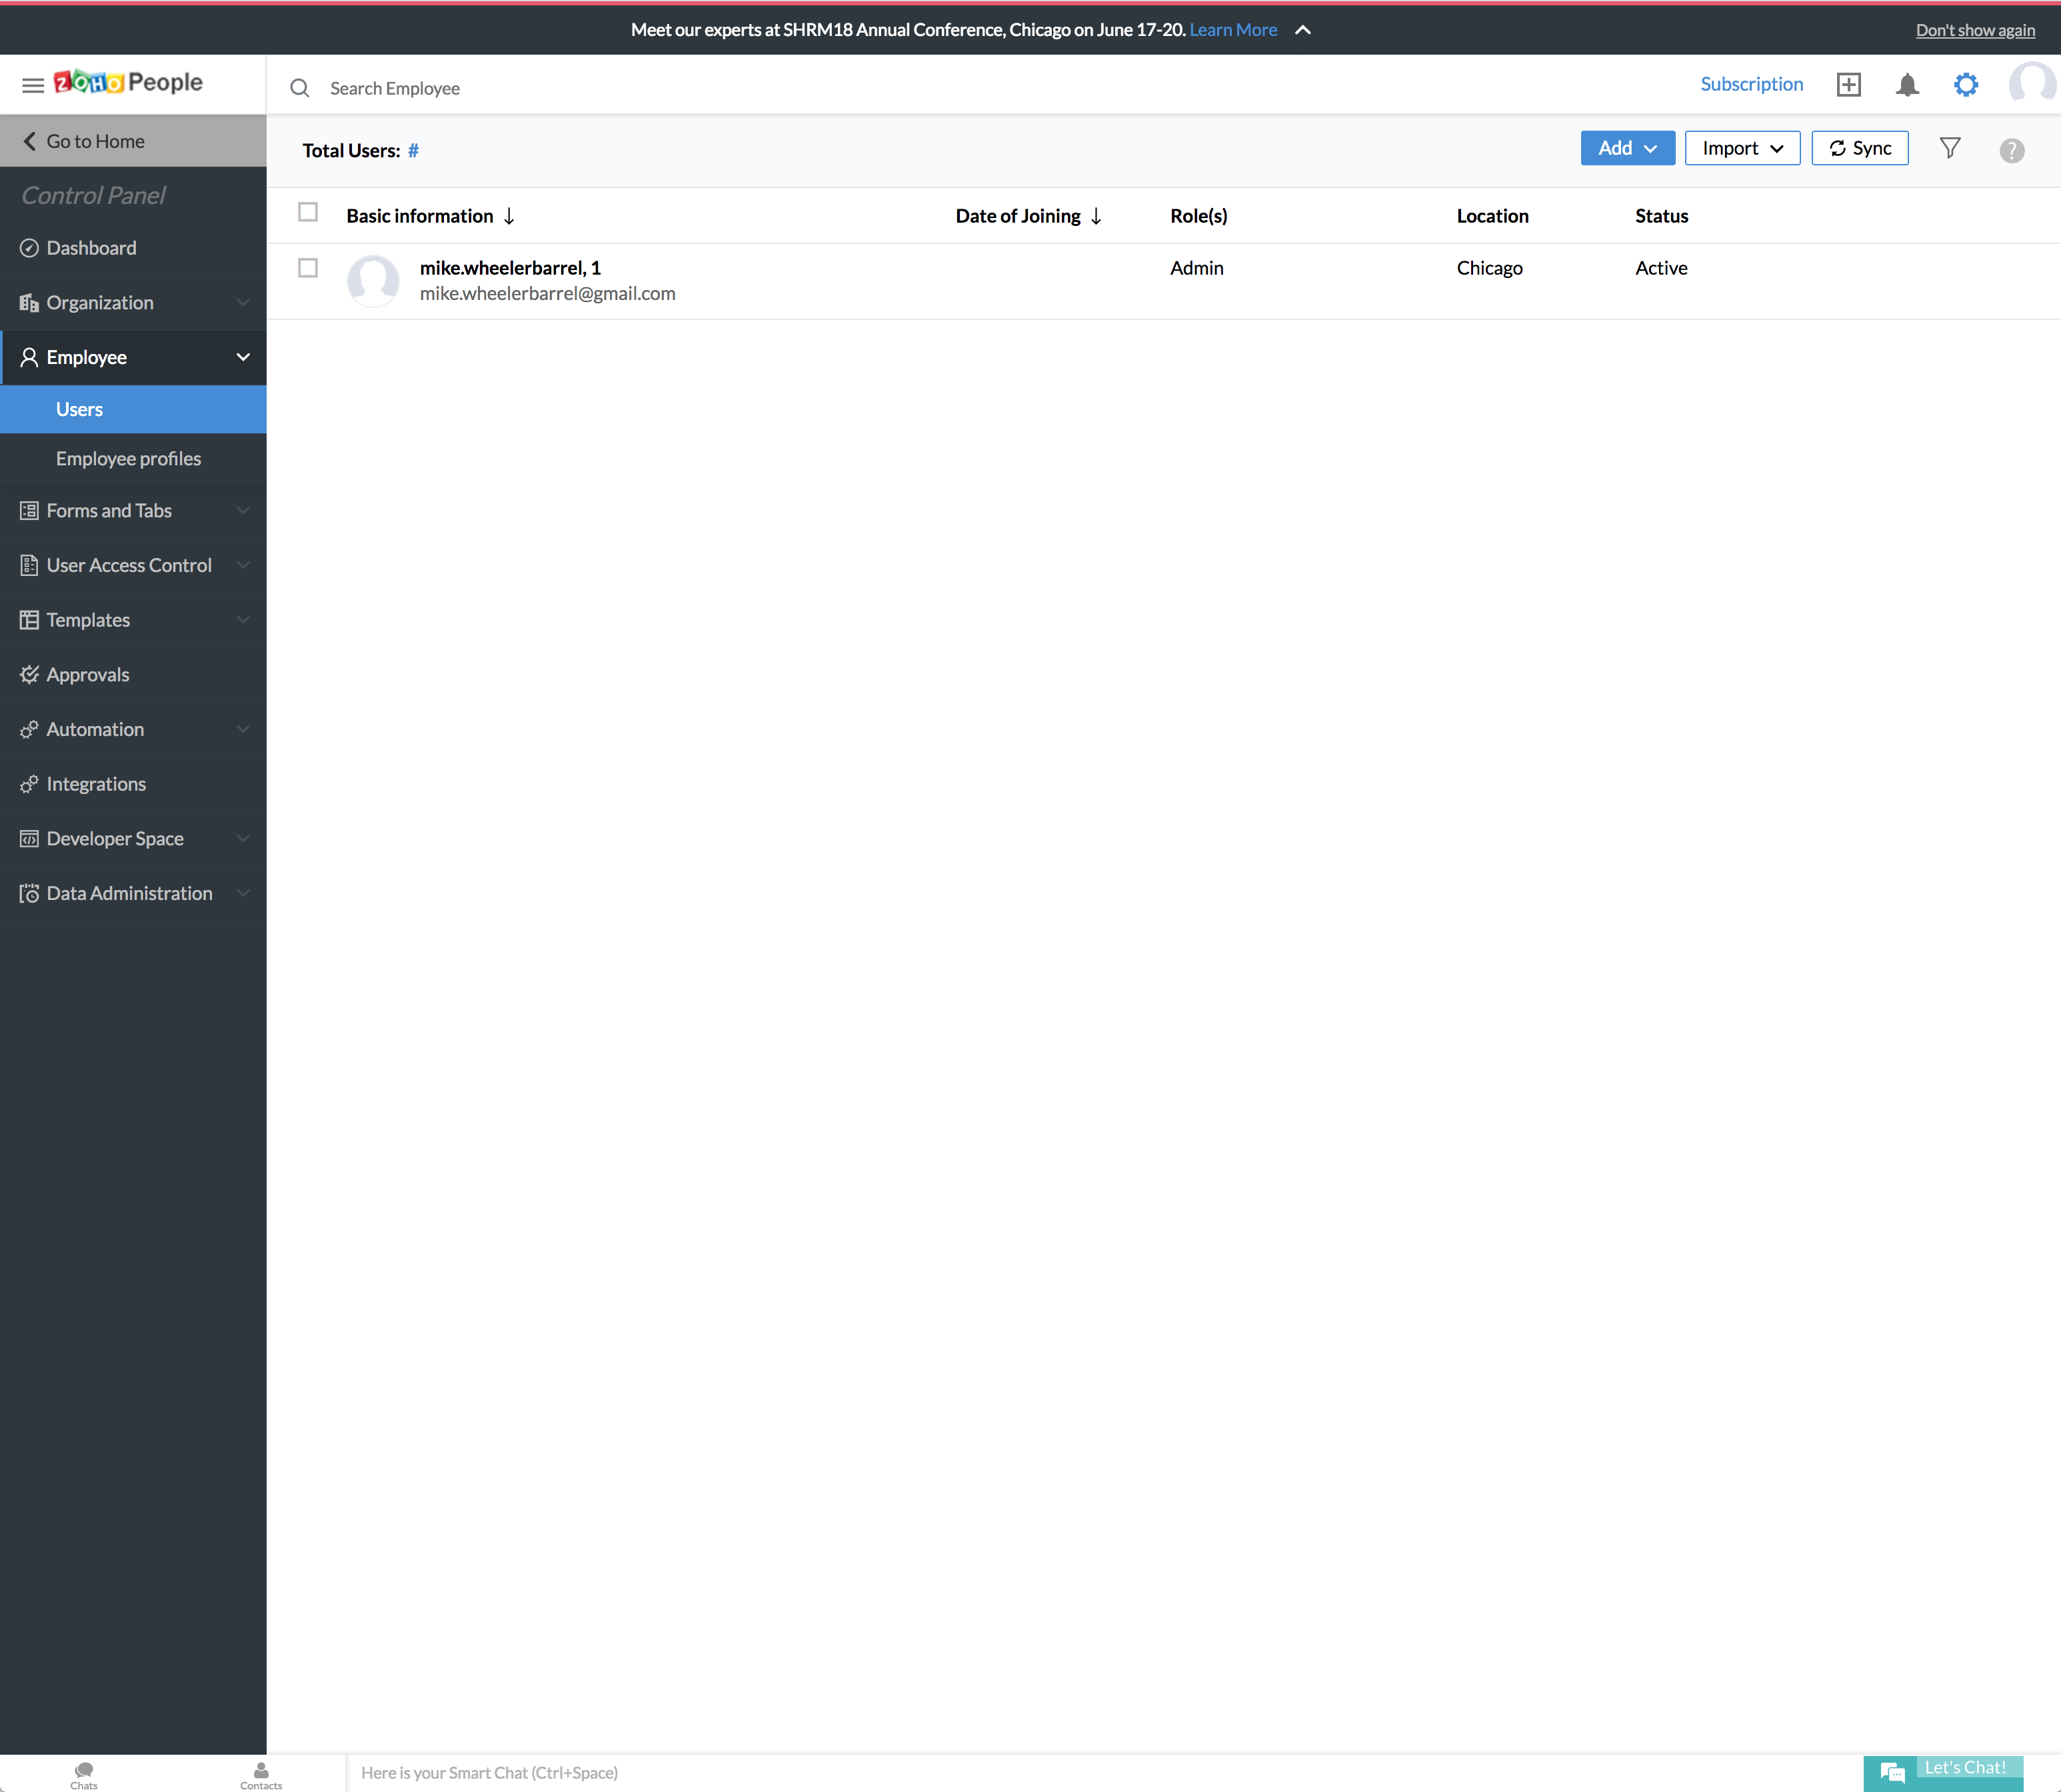 Meet our experts at SHRM18 Annual Conference, Chicago on June 17-20. Learn More
Don't show again
ZOHO People
Search Employee
Subscription
Go to Home
Total Users: #
Add
Import
Sync
?
Control Panel
Basic information
Date of Joining
Role(s)
Location
Status
Dashboard
mike.wheelerbarrel, 1
Admin
Chicago
Active
mike.wheelerbarrel@gmail.com
Organization
Employee
Users
Employee profiles
Forms and Tabs
User Access Control
Templates
Approvals
Automation
Integrations
Developer Space
Data Administration
Chats
Contacts
Here is your Smart Chat (Ctrl+Space)
Let's Chat!